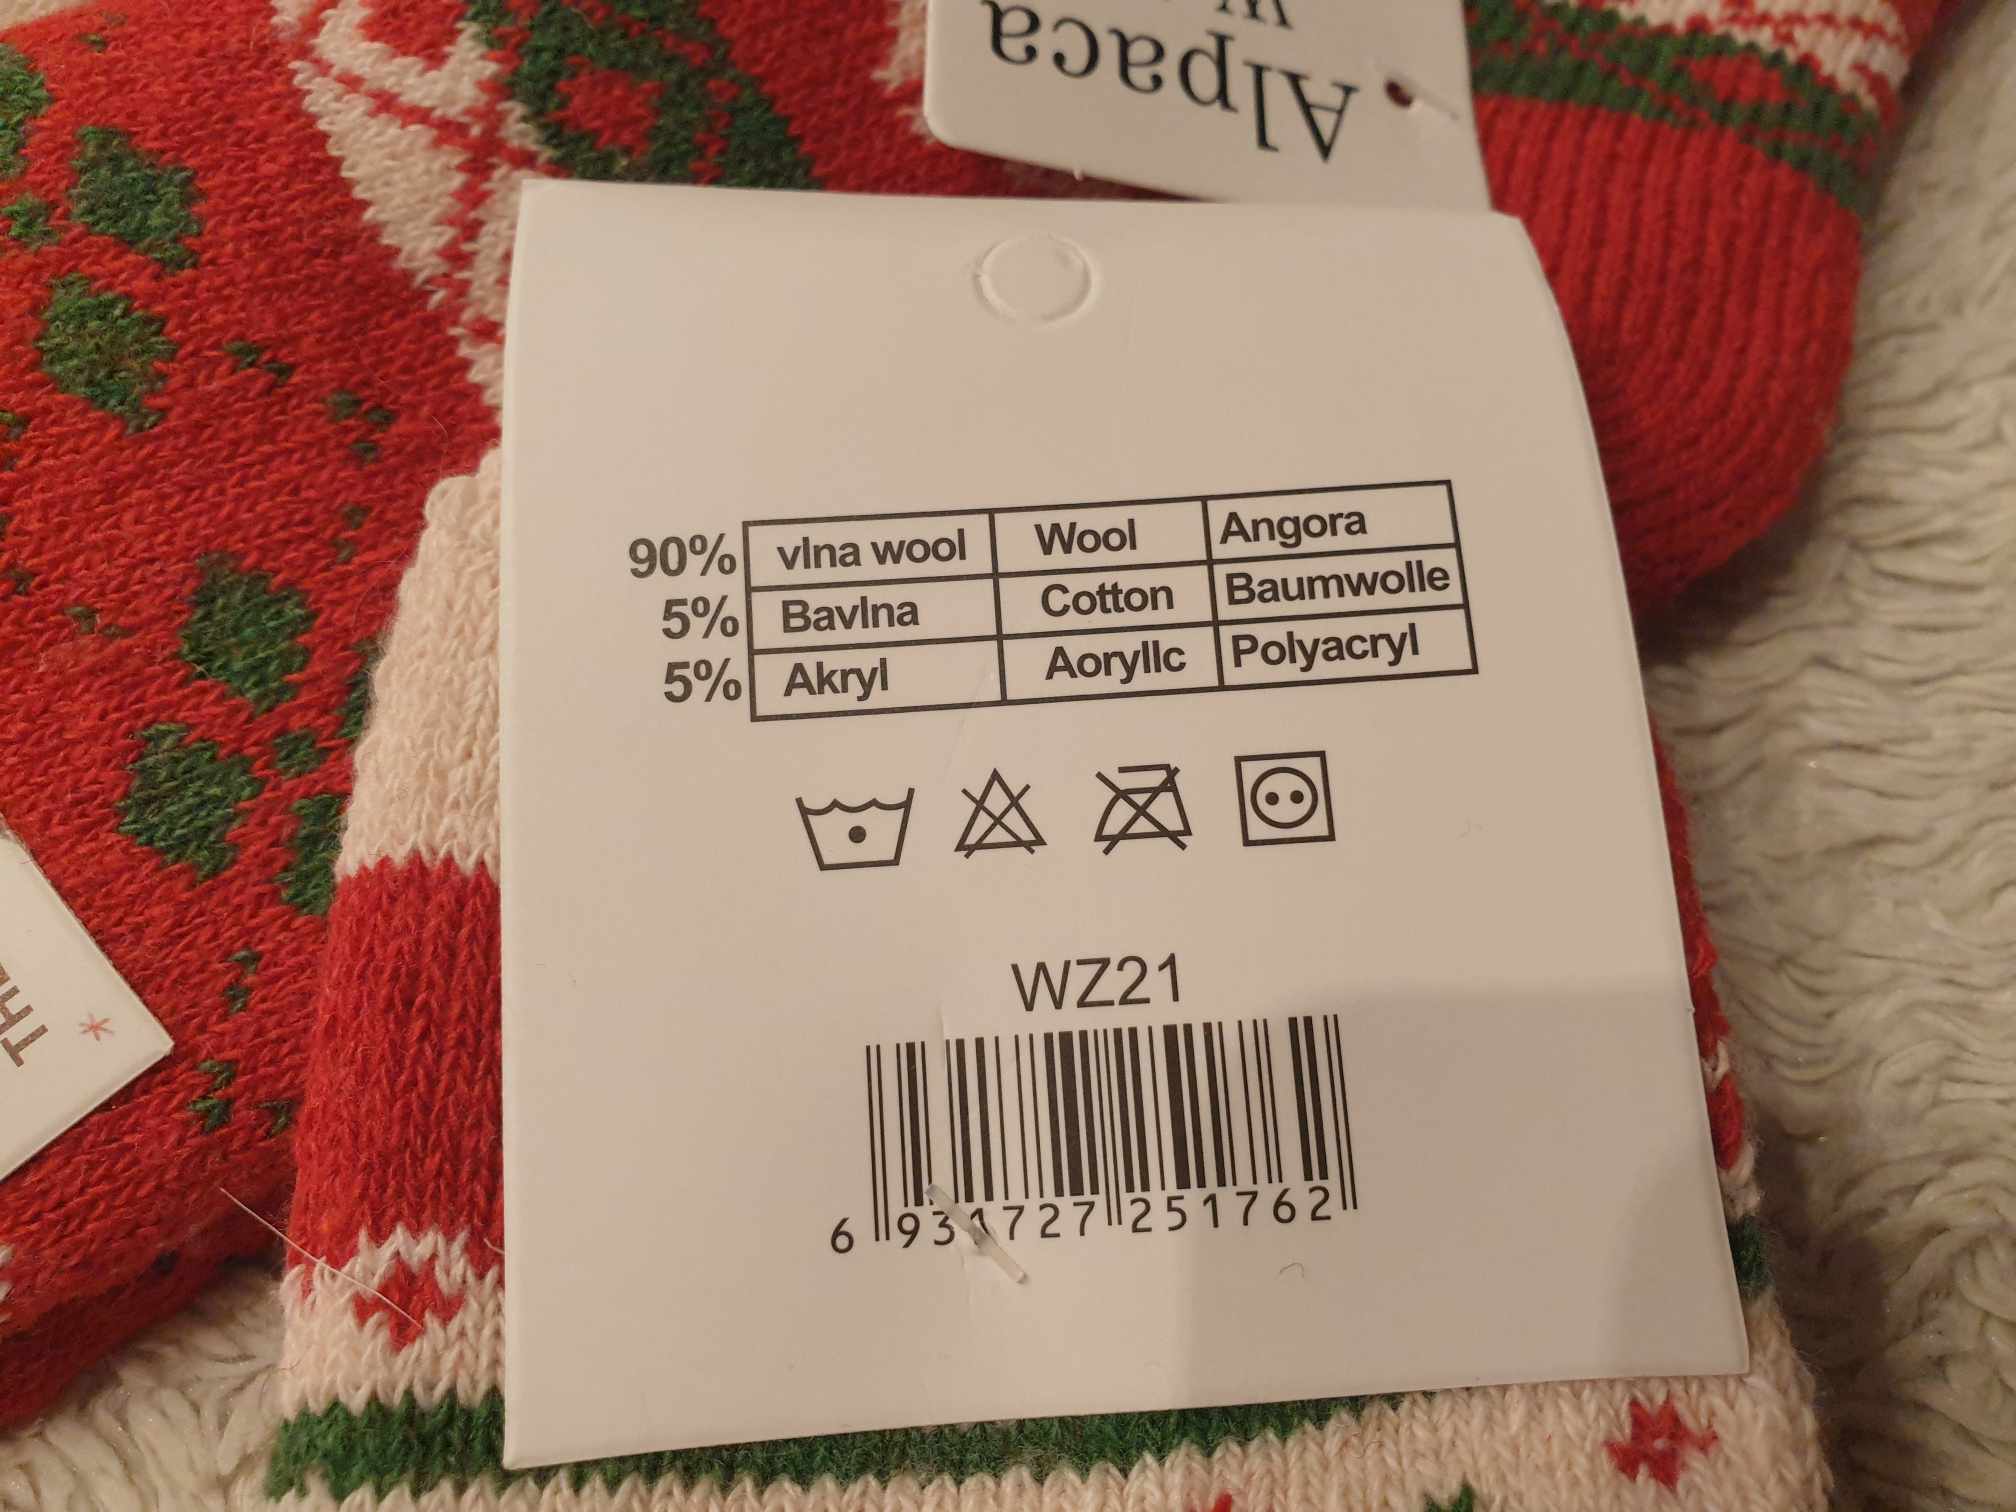 Alpaca
W
90% vlna wool Wool Angora
5% Bavlna Cotton Baumwolle
5% Akryl Aoryllc Polyacryl
WZ21
6 931727 251762